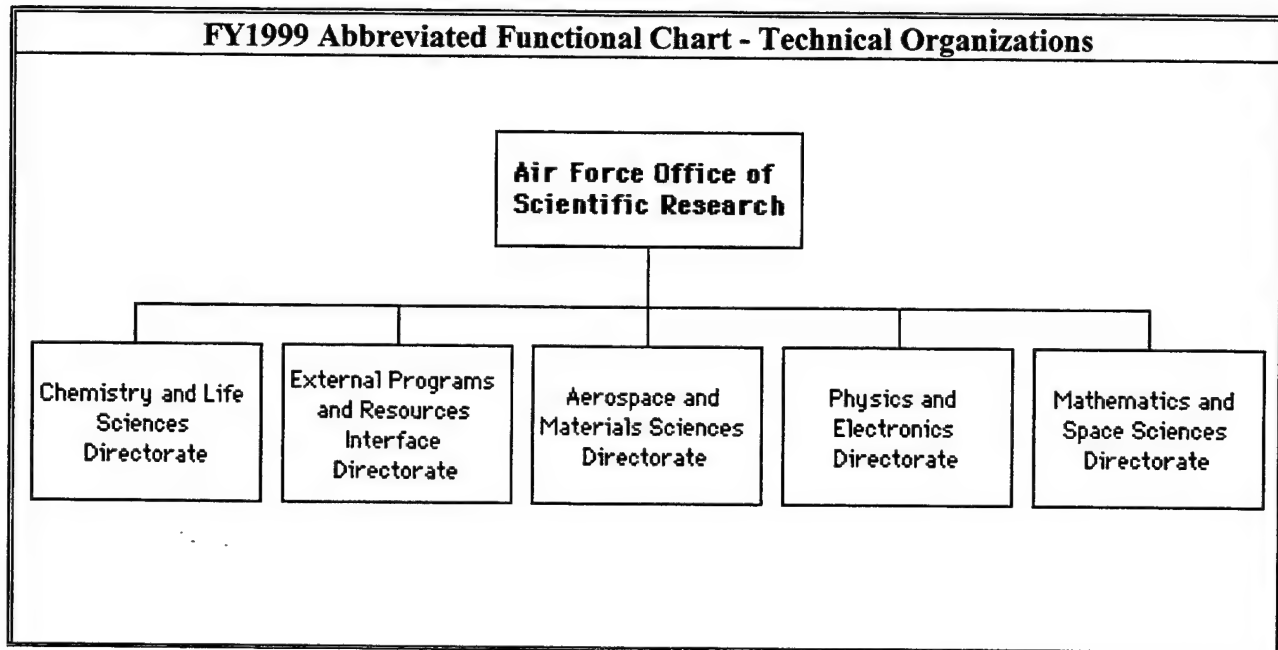 FY1999 Abbreviated Functional Chart - Technical Organizations
Air Force Office of
Scientific Research
Chemistry and Life
Sciences
Directorate
External Programs
and Resources
Interface
Directorate
Aerospace and
Materials Sciences
Directorate
Physics and
Electronics
Directorate
Mathematics and
Space Sciences
Directorate